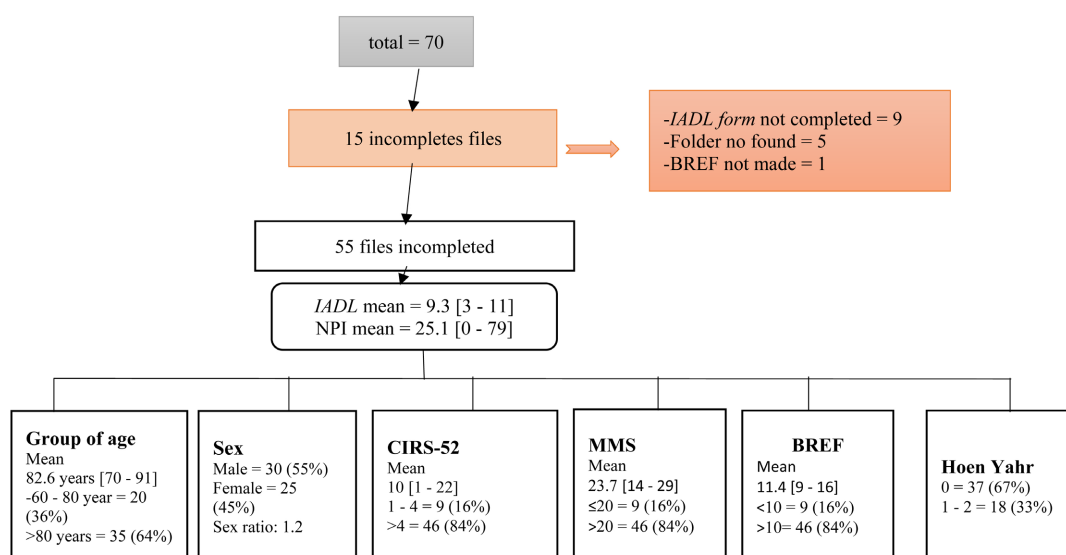 total = 70
15 incompletes files
-IADL form not completed = 9
-Folder no found = 5
-BREF not made = 1
55 files incompleted
IADL mean = 9.3 [3 - 11]
NPI mean = 25.1 [0 - 79]
Group of age
Mean
82.6 years [70 - 91]
-60 - 80 year = 20
(36%)
>80 years = 35 (64%)
Sex
Male = 30 (55%)
Female = 25
(45%)
Sex ratio: 1.2
CIRS-52
Mean
10 [1 - 22]
1 - 4 = 9 (16%)
>4 = 46 (84%)
MMS
Mean
23.7 [14 - 29]
≤20 = 9 (16%)
>20 = 46 (84%)
BREF
Mean
11.4 [9 - 16]
<10 = 9 (16%)
>10= 46 (84%)
Hoen Yahr
0 = 37 (67%)
1 - 2 = 18 (33%)